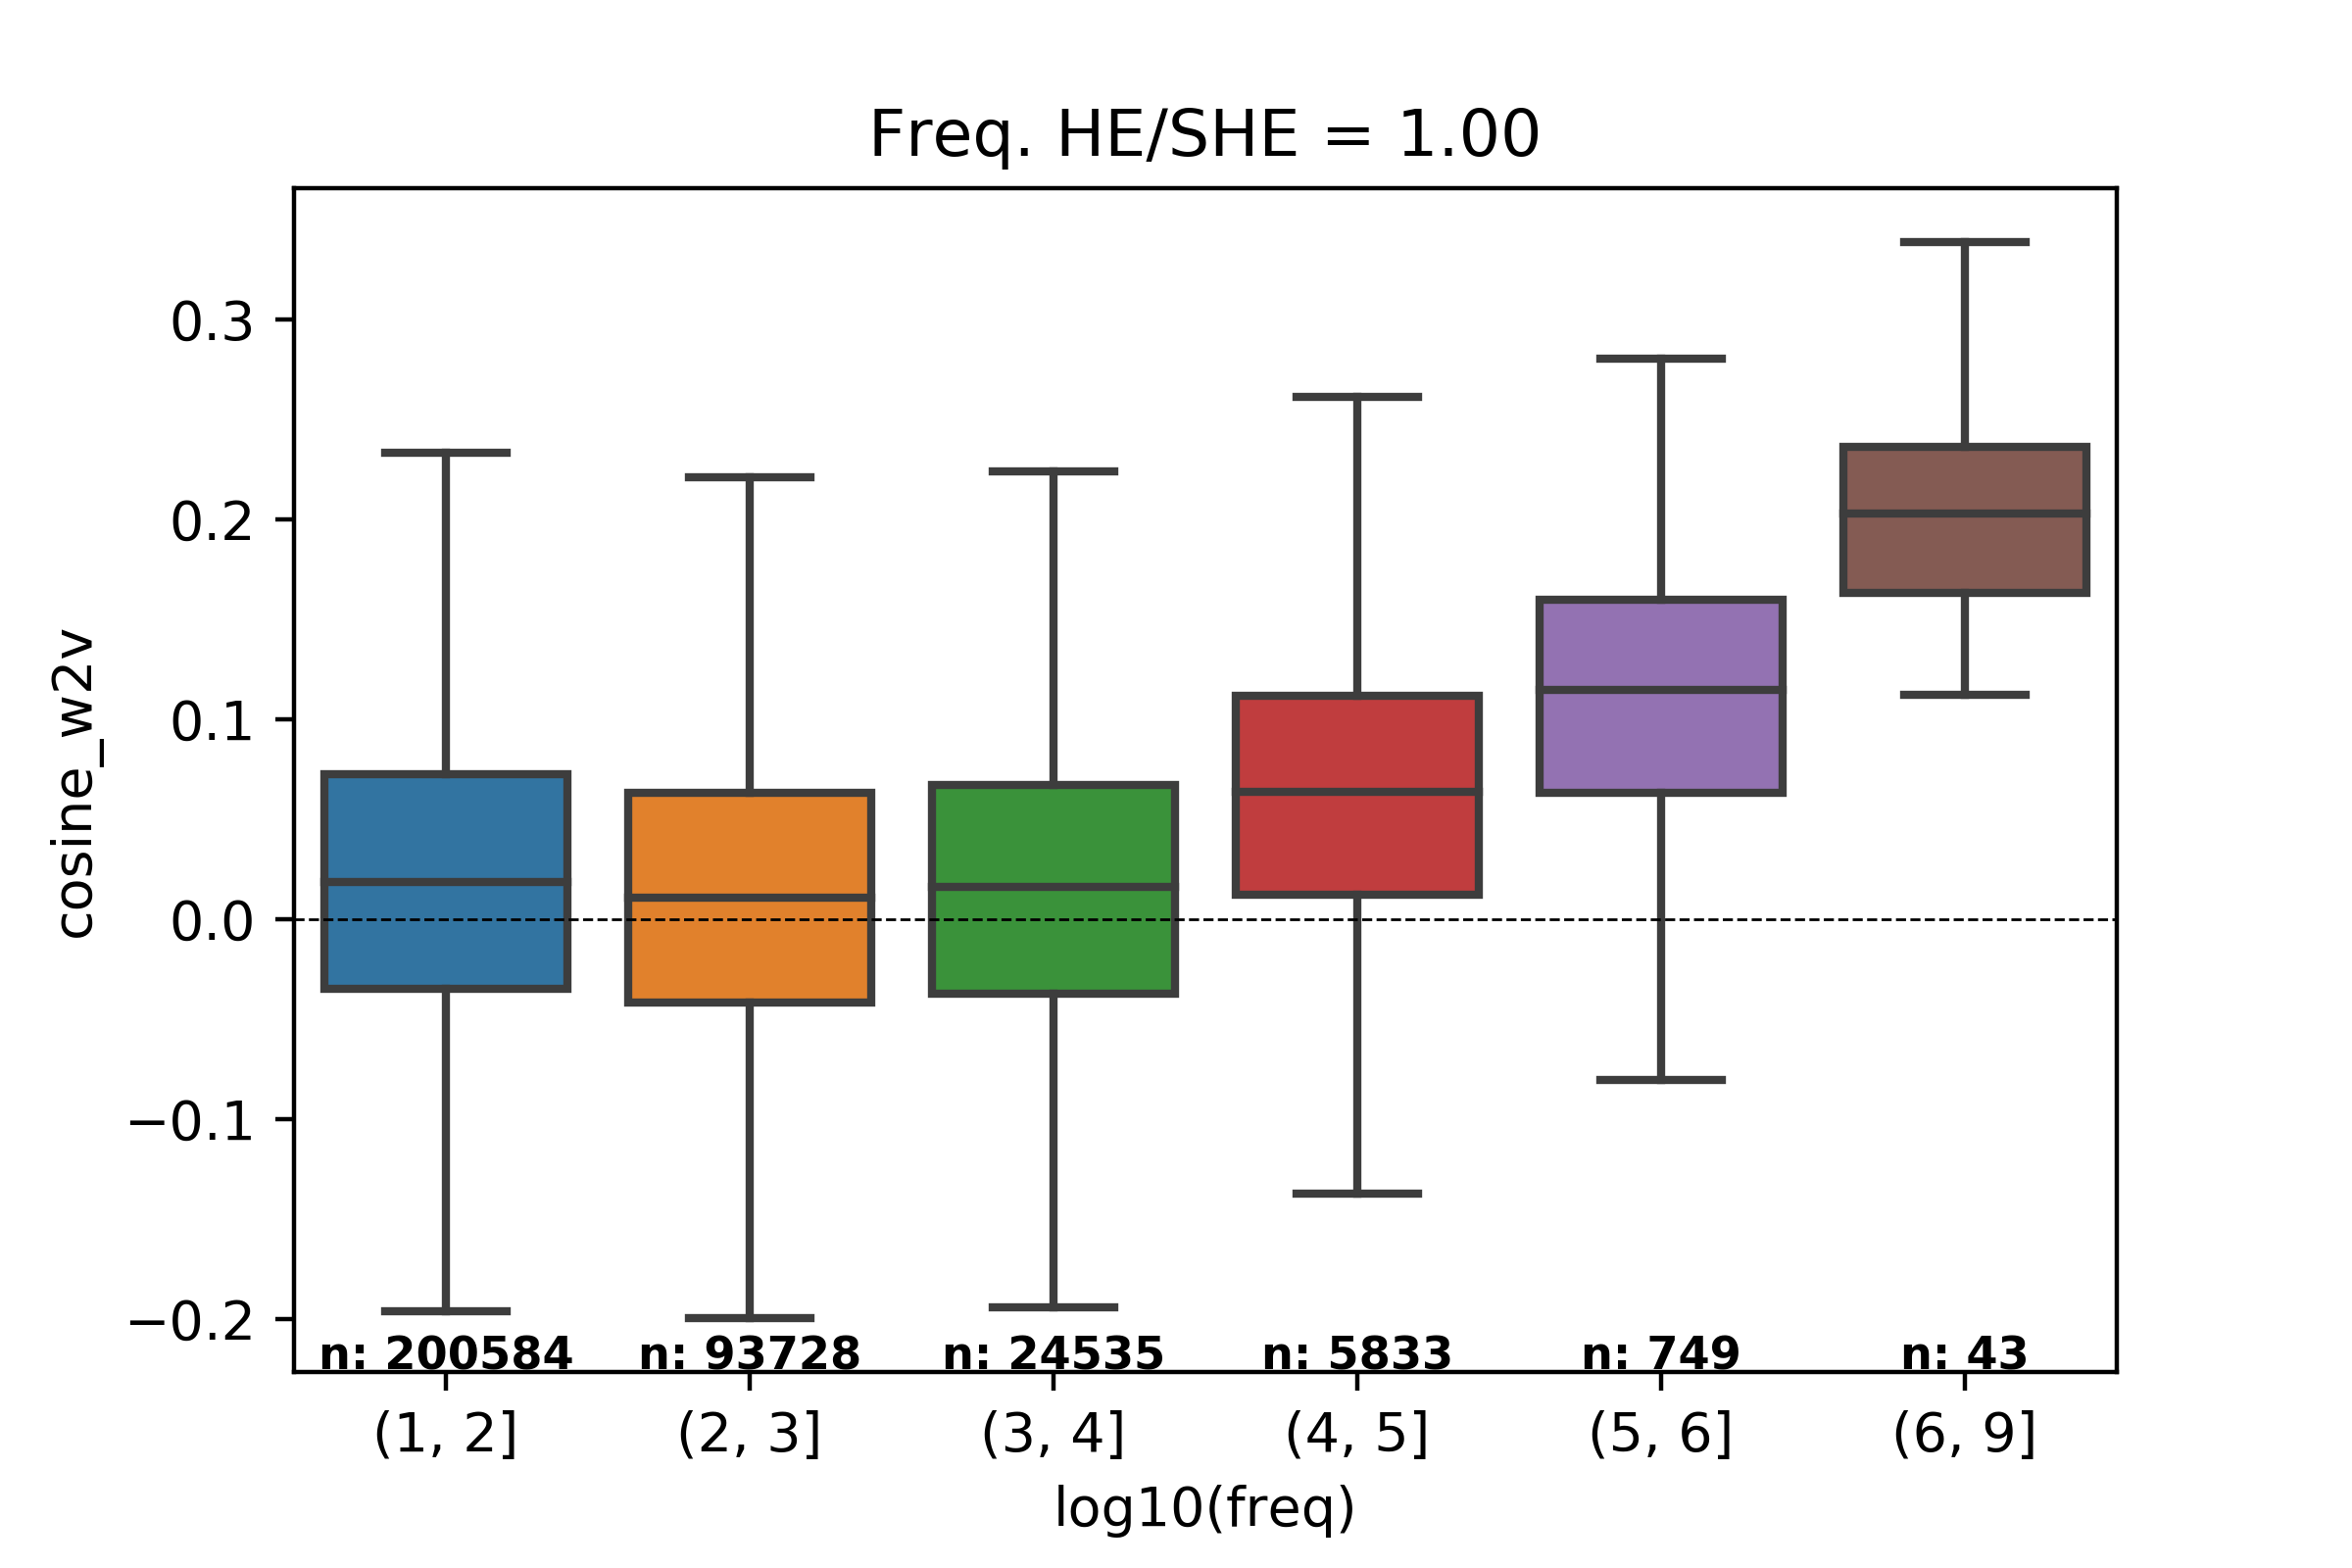 Freq. HE/SHE = 1.00
cosine_w2v
0.3
0.2
0.1
0.0
−0.1
−0.2
n: 200584 n: 93728 n: 24535 n: 5833 n: 749 n: 43
(1, 2] (2, 3] (3, 4] (4, 5] (5, 6] (6, 9]
log10(freq)